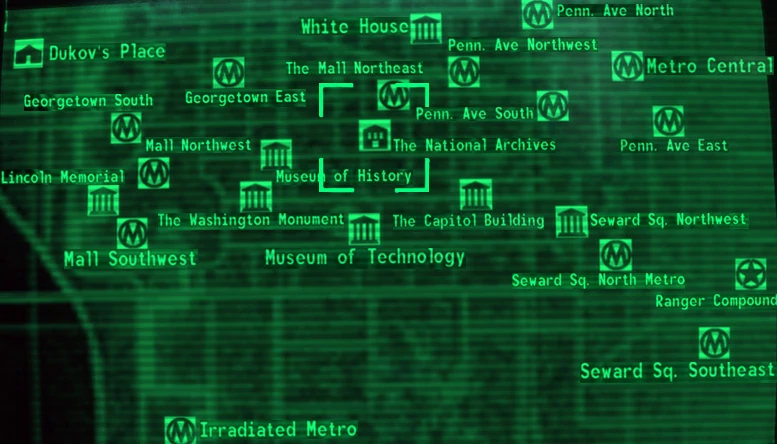 Penn. Ave North
White House
Penn. Ave Northwest
Dukov's Place
The Mall Northeast
Metro Central
Georgetown South
Georgetown East
Penn. Ave South
Mall Northwest
The National Archives
Penn. Ave East
Lincoln Memorial
Museum of History
The Washington Monument
The Capitol Building
Seward Sq. Northwest
Mall Southwest
Museum of Technology
Seward Sq. North Metro
Ranger Compound
Seward Sq. Southeast
Irradiated Metro